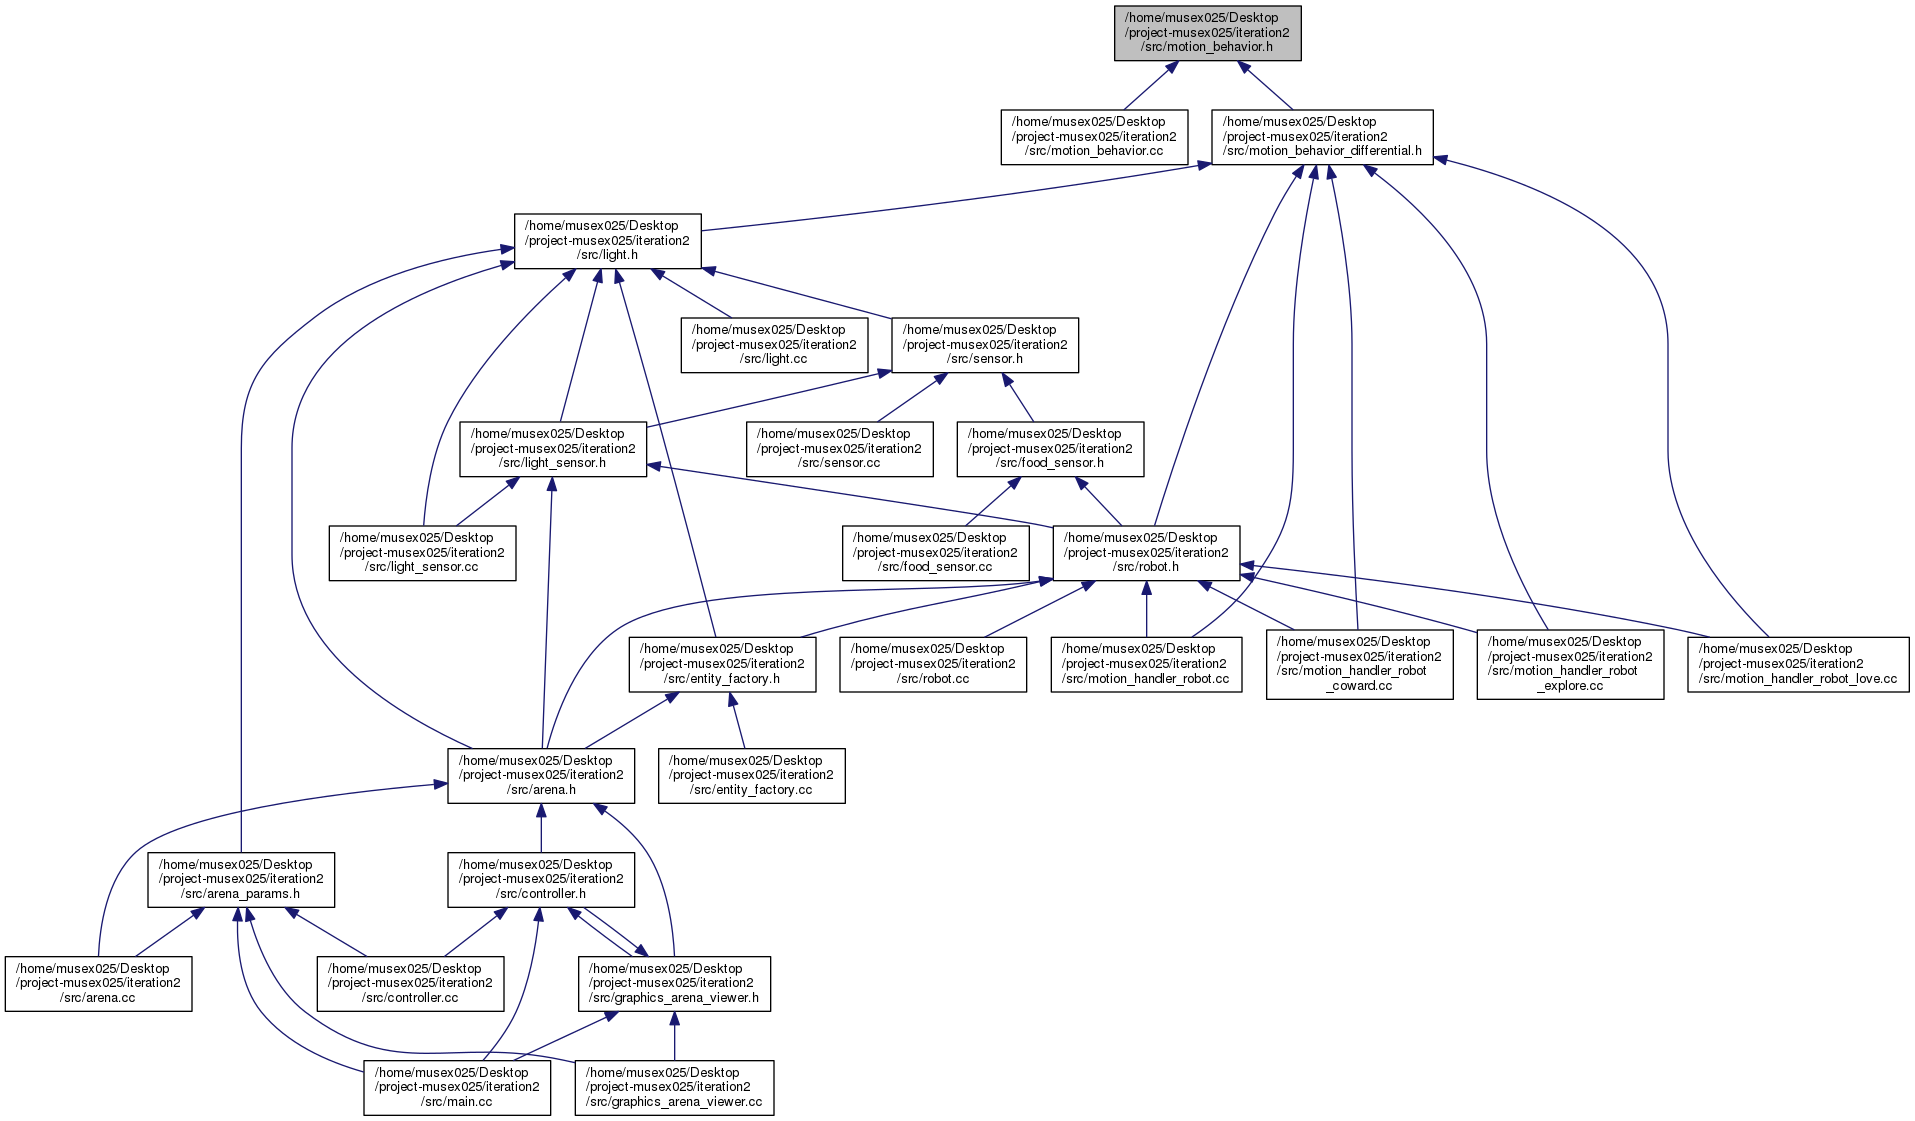 /home/musex025/Desktop
/project-musex025/iteration2
/src/motion_behavior.h
/home/musex025/Desktop
/project-musex025/iteration2
/src/motion_behavior.cc
/home/musex025/Desktop
/project-musex025/iteration2
/src/motion_behavior_differential.h
/home/musex025/Desktop
/project-musex025/iteration2
/src/light.h
/home/musex025/Desktop
/project-musex025/iteration2
/src/light.cc
/home/musex025/Desktop
/project-musex025/iteration2
/src/sensor.h
/home/musex025/Desktop
/project-musex025/iteration2
/src/light_sensor.h
/home/musex025/Desktop
/project-musex025/iteration2
/src/sensor.cc
/home/musex025/Desktop
/project-musex025/iteration2
/src/food_sensor.h
/home/musex025/Desktop
/project-musex025/iteration2
/src/light_sensor.cc
/home/musex025/Desktop
/project-musex025/iteration2
/src/food_sensor.cc
/home/musex025/Desktop
/project-musex025/iteration2
/src/robot.h
/home/musex025/Desktop
/project-musex025/iteration2
/src/entity_factory.h
/home/musex025/Desktop
/project-musex025/iteration2
/src/robot.cc
/home/musex025/Desktop
/project-musex025/iteration2
/src/motion_handler_robot.cc
/home/musex025/Desktop
/project-musex025/iteration2
/src/motion_handler_robot
_coward.cc
/home/musex025/Desktop
/project-musex025/iteration2
/src/motion_handler_robot
_explore.cc
/home/musex025/Desktop
/project-musex025/iteration2
/src/motion_handler_robot_love.cc
/home/musex025/Desktop
/project-musex025/iteration2
/src/arena.h
/home/musex025/Desktop
/project-musex025/iteration2
/src/entity_factory.cc
/home/musex025/Desktop
/project-musex025/iteration2
/src/arena_params.h
/home/musex025/Desktop
/project-musex025/iteration2
/src/controller.h
/home/musex025/Desktop
/project-musex025/iteration2
/src/arena.cc
/home/musex025/Desktop
/project-musex025/iteration2
/src/controller.cc
/home/musex025/Desktop
/project-musex025/iteration2
/src/graphics_arena_viewer.h
/home/musex025/Desktop
/project-musex025/iteration2
/src/main.cc
/home/musex025/Desktop
/project-musex025/iteration2
/src/graphics_arena_viewer.cc